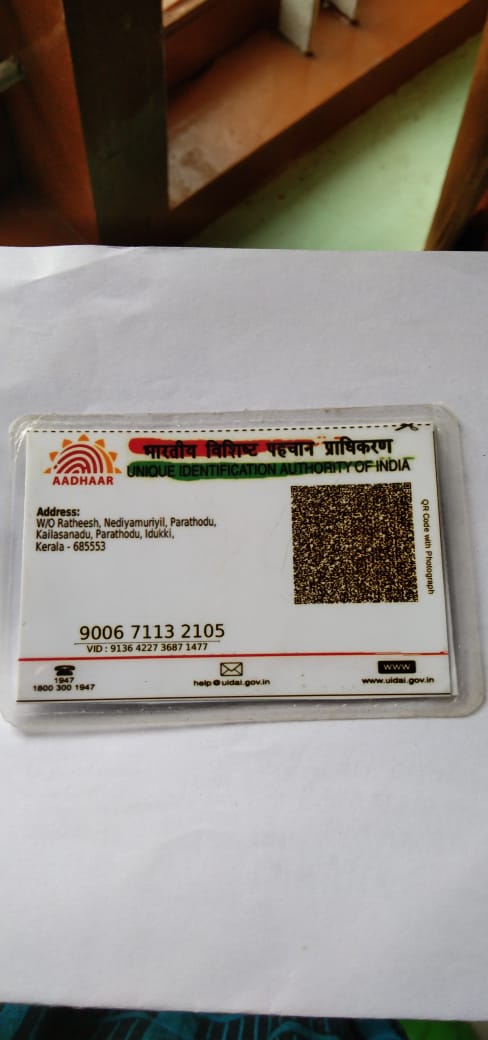 भारतीय विशिष्ट पहचान प्राधिकरण
UNIQUE IDENTIFICATION AUTHORITY OF INDIA
AADHAAR
Address:
W/O Ratheesh, Nediyamuriyil, Parathodu,
Kailasanadu, Parathodu, Idukki,
Kerala - 685553
QR Code with Photograph
9006 7113 2105
VID : 9136 4227 3687 1477
1947
1800 300 1947
help@uidai.gov.in
WWW
www.uidai.gov.in